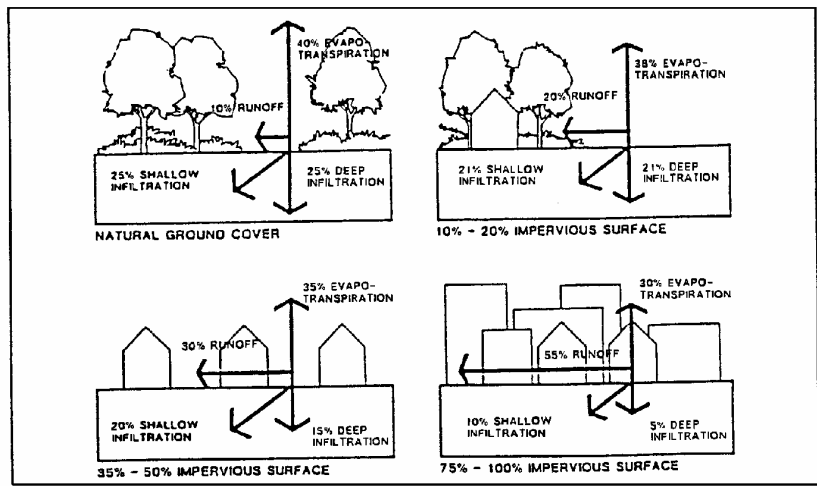 40% EVAPO-
TRANSPIRATION
10% RUNOFF
25% SHALLOW
INFILTRATION
25% DEEP
INFILTRATION
NATURAL GROUND COVER
38% EVAPO-
TRANSPIRATION
20% RUNOFF
21% SHALLOW
INFILTRATION
21% DEEP
INFILTRATION
10% - 20% IMPERVIOUS SURFACE
35% EVAPO-
TRANSPIRATION
30% RUNOFF
20% SHALLOW
INFILTRATION
15% DEEP
INFILTRATION
35% - 50% IMPERVIOUS SURFACE
30% EVAPO-
TRANSPIRATION
55% RUNOFF
10% SHALLOW
INFILTRATION
5% DEEP
INFILTRATION
75% - 100% IMPERVIOUS SURFACE